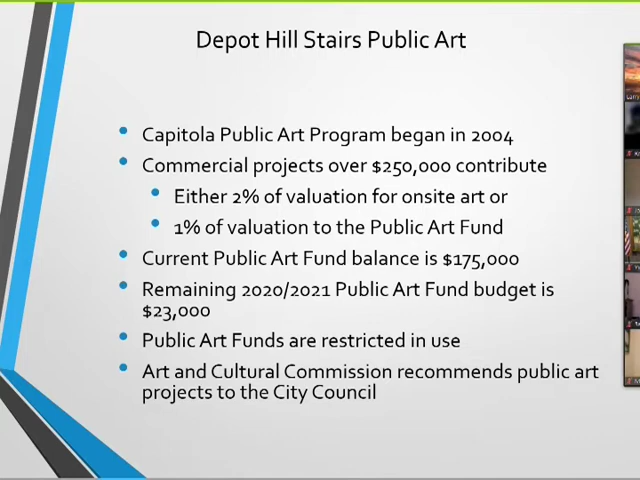 Depot Hill Stairs Public Art
Capitola Public Art Program began in 2004
Commercial projects over $250,000 contribute
Either 2% of valuation for onsite art or
1% of valuation to the Public Art Fund
Current Public Art Fund balance is $175,000
Remaining 2020/2021 Public Art Fund budget is
$23,000
Public Art Funds are restricted in use
Art and Cultural Commission recommends public art
projects to the City Council